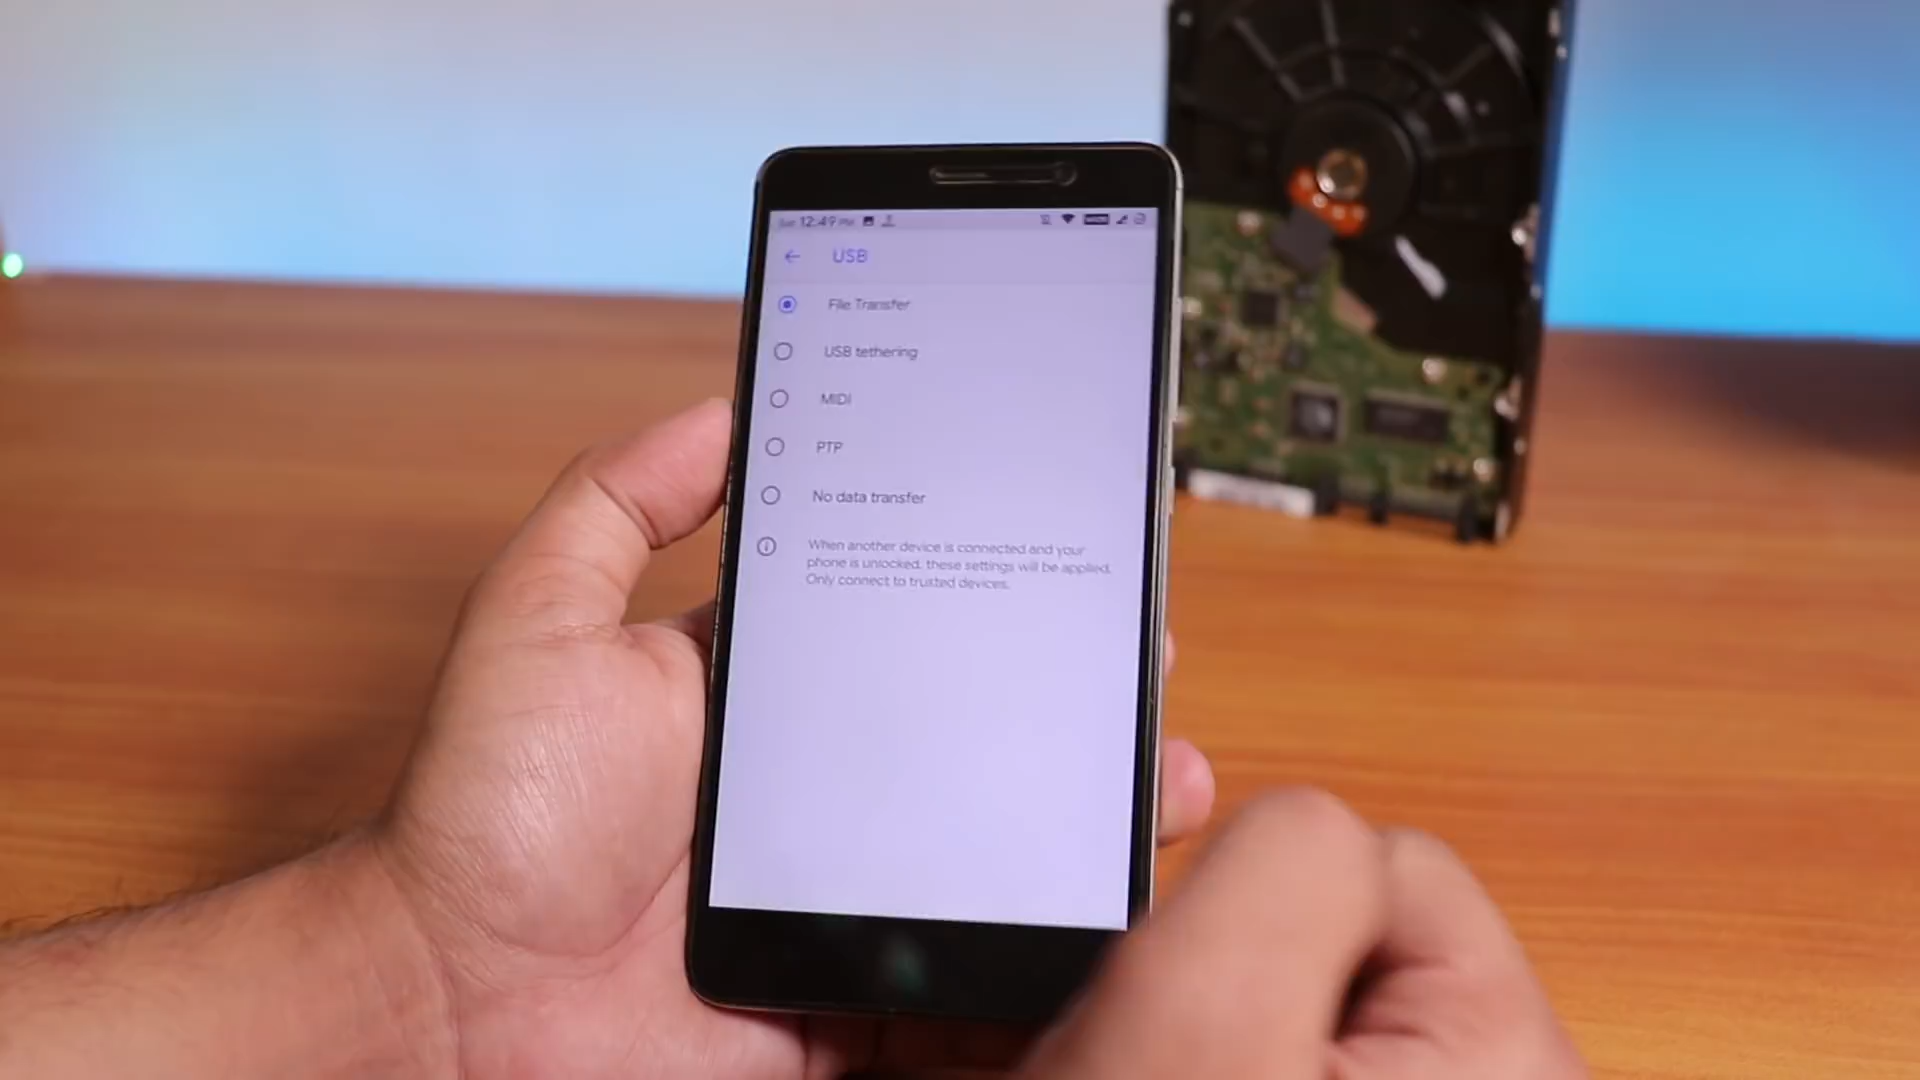 12:49 PM
USB
File Transfer
USB tethering
MIDI
PTP
No data transfer
When another device is connected and your
phone is unlocked, these settings will be applied.
Only connect to trusted devices.